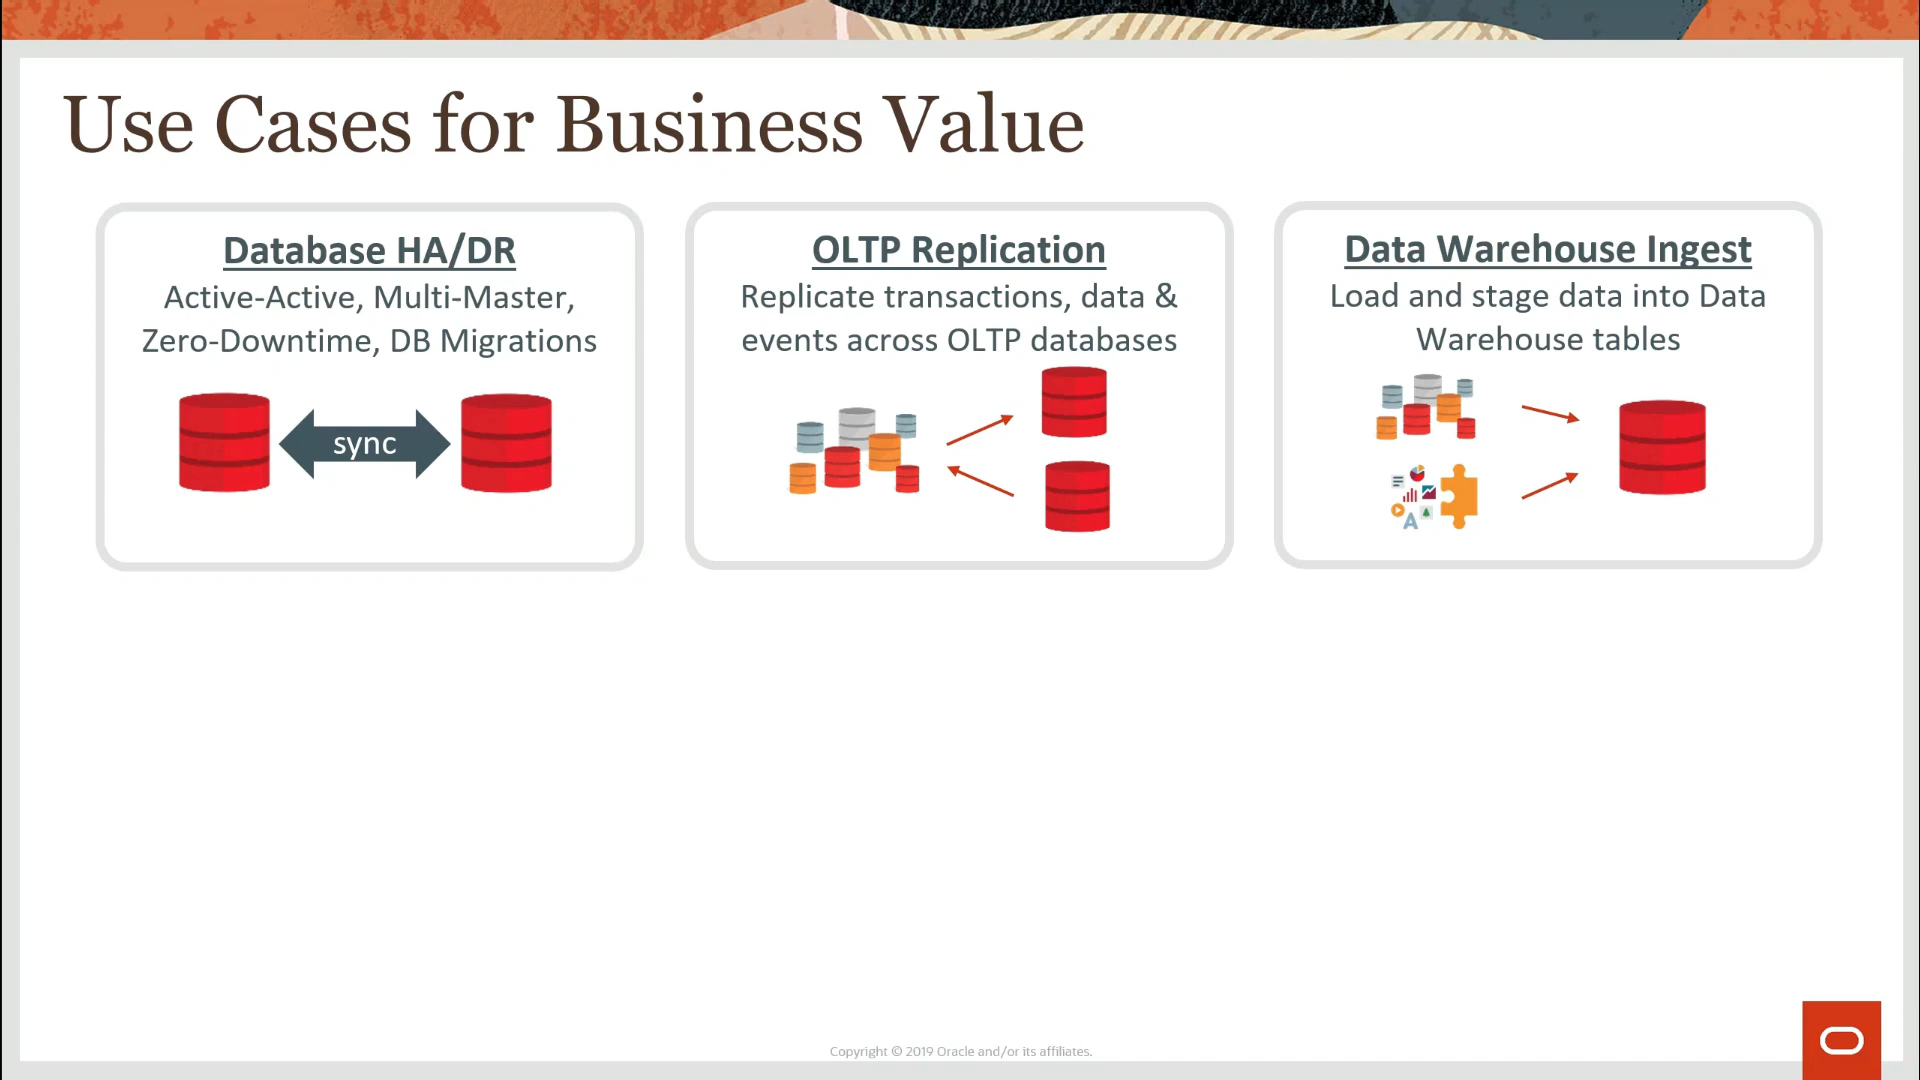 Use Cases for Business Value
Database HA/DR
Active-Active, Multi-Master,
Zero-Downtime, DB Migrations
sync
OLTP Replication
Replicate transactions, data &
events across OLTP databases
Data Warehouse Ingest
Load and stage data into Data
Warehouse tables
A
Copyright © 2019 Oracle and/or its affiliates.